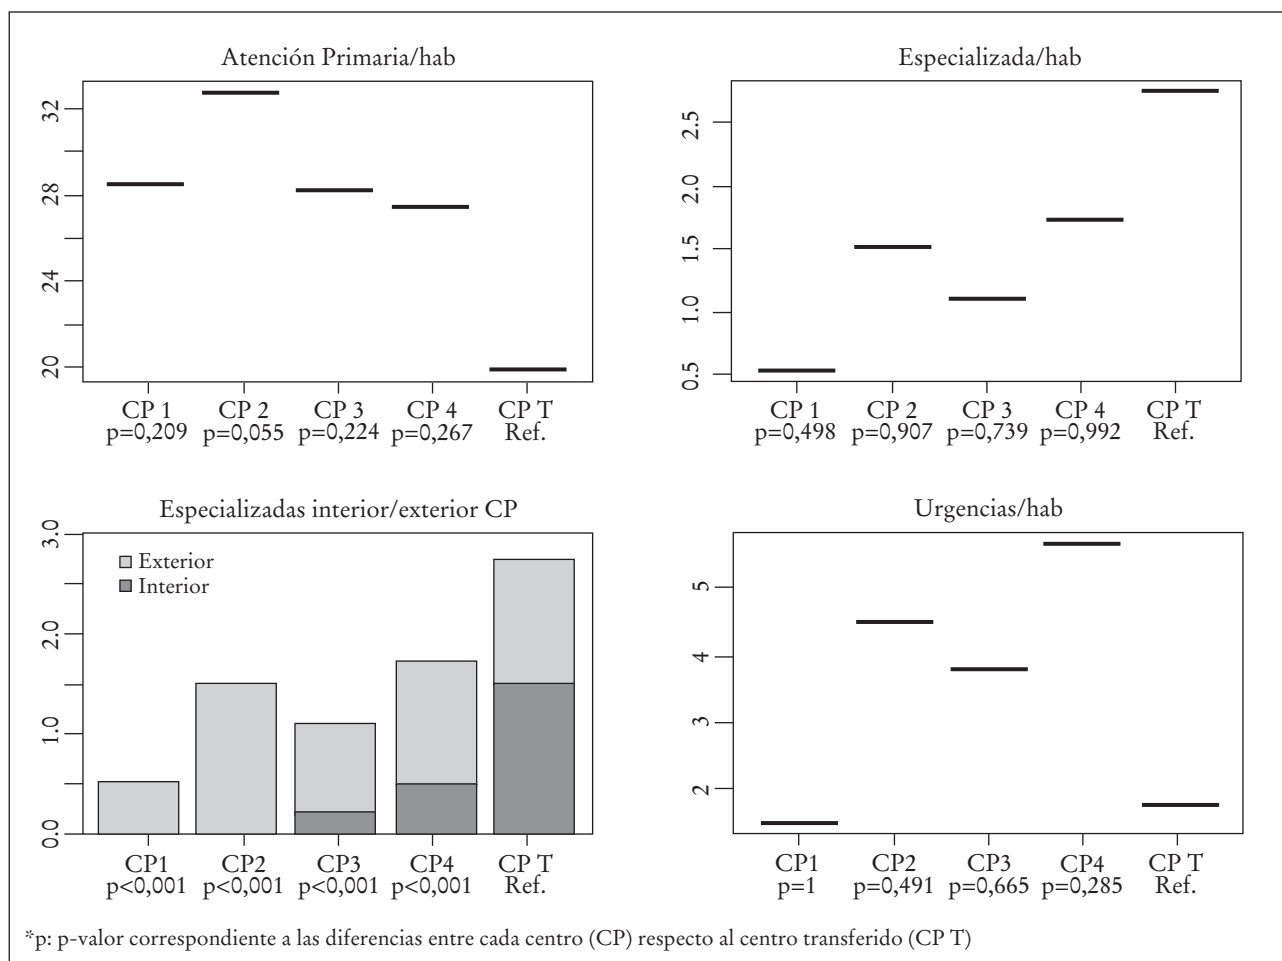 Atención Primaria/hab
32
28
24
20
CP 1 CP 2 CP 3 CP 4 CP T
p=0,209 p=0,055 p=0,224 p=0,267 Ref.
Especializada/hab
2.5
2.0
1.5
1.0
0.5
CP 1 CP 2 CP 3 CP 4 CP T
p=0,498 p=0,907 p=0,739 p=0,992 Ref.
Especializadas interior/exterior CP
3.0
2.0
1.0
0.0
Exterior
Interior
CP1 CP2 CP3 CP4 CP T
p<0,001 p<0,001 p<0,001 p<0,001 Ref.
Urgencias/hab
5
4
3
2
CP1 CP2 CP3 CP4 CP T
p=1 p=0,491 p=0,665 p=0,285 Ref.
*p: p-valor correspondiente a las diferencias entre cada centro (CP) respecto al centro transferido (CP T)